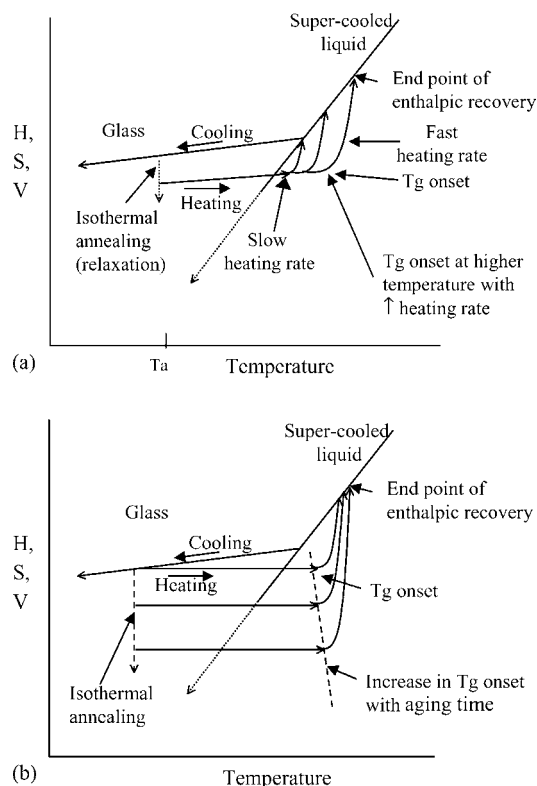 Super-cooled
liquid
End point of
enthalpic recovery
Glass
Cooling
H,
S,
V
Fast
heating rate
Tg onset
Heating
Isothermal
annealing
(relaxation)
Slow
heating rate
Tg onset at higher
temperature with
↑ heating rate
(a)
Ta
Temperature
Super-cooled
liquid
End point of
enthalpic recovery
Glass
Cooling
H,
S,
V
Heating
Tg onset
Isothermal
anncaling
Increase in Tg onset
with aging time
(b)
Temperature